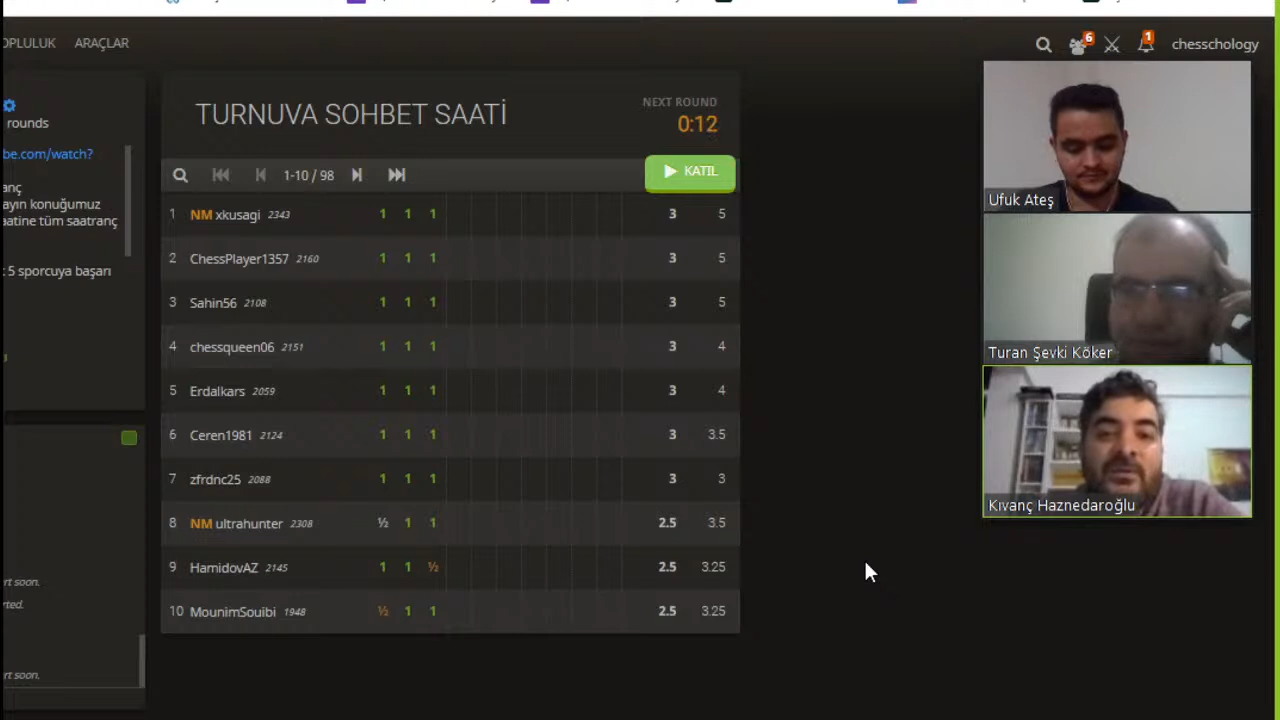 OPLULUK ARAÇLAR
6
1
chesschology
rounds
be.com/watch?
anç
ayın konuğumuz
aatine tüm satranç
t 5 sporcuya başarı
TURNUVA SOHBET SAATİ
NEXT ROUND
0:12
1-10 / 98
KATIL
1 NM xkusagi 2343 1 1 1 3 5
2 ChessPlayer1357 2160 1 1 1 3 5
3 Sahin56 2108 1 1 1 3 5
4 chessqueen06 2151 1 1 1 3 4
5 Erdalkars 2059 1 1 1 3 4
6 Ceren1981 2124 1 1 1 3 3.5
7 zfrdnc25 2088 1 1 1 3 3
8 NM ultrahunter 2308 ½ 1 1 2.5 3.5
9 HamidovAZ 2145 1 1 ½ 2.5 3.25
10 MounimSouibi 1948 ½ 1 1 2.5 3.25
rt soon.
rted.
rt soon.
Ufuk Ateş
Turan Şevki Köker
Kıvanç Haznedaroğlu